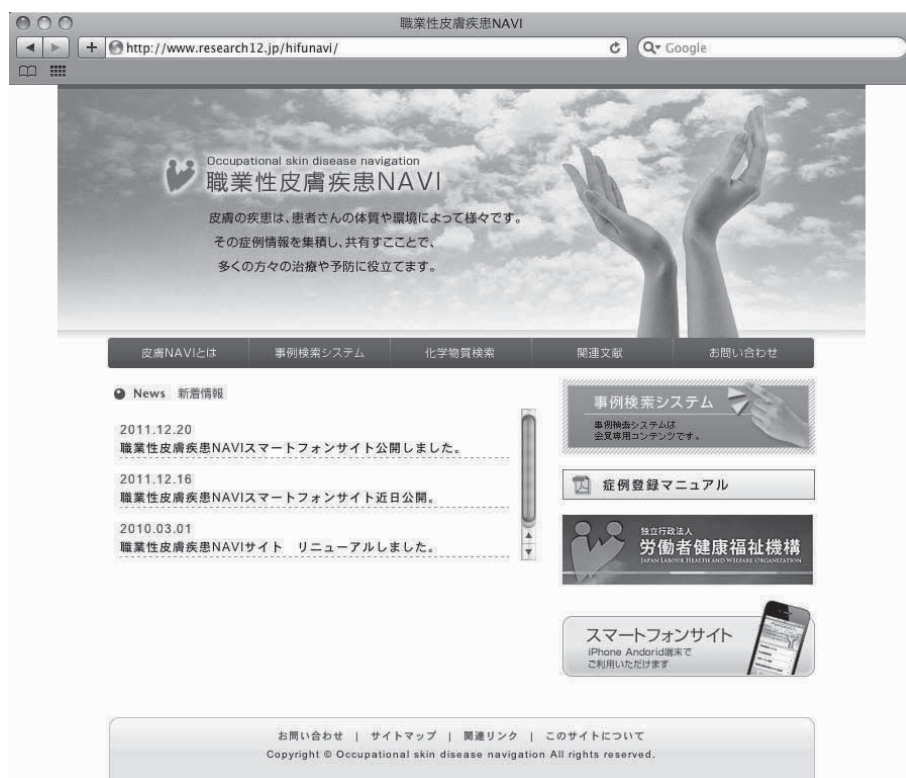 職業性皮膚疾患NAVI
http://www.research12.jp/hifunavi/
Google
Occupational skin disease navigation
職業性皮膚疾患NAVI
皮膚の疾患は、患者さんの体質や環境によって様々です。
その症例情報を集積し、共有すここと で、
多くの方々の治療や予防に役立てます。
皮膚NAVIとは
事例検索システム
化学物質検索
関連文献
お問い合わせ
News 新着情報
2011.12.20
職業性皮膚疾患NAVIスマートフォンサイト公開しました。
2011.12.16
職業性皮膚疾患NAVIスマートフォンサイト近日公開。
2010.03.01
職業性皮膚疾患NAVIサイト リニューアルしました。
事例検索システム
事例検索システムは
会員専用コンテンツです。
症例登録マニュアル
独立行政法人
労働者健康福祉機構
JAPAN LABOUR HEALTH AND WELFARE ORGANIZATION
スマートフォンサイト
iPhone Andorid端末で
ご利用いただけます
お問い合わせ | サイトマップ | 関連リンク | このサイトについて
Copyright © Occupational skin disease navigation All rights reserved.